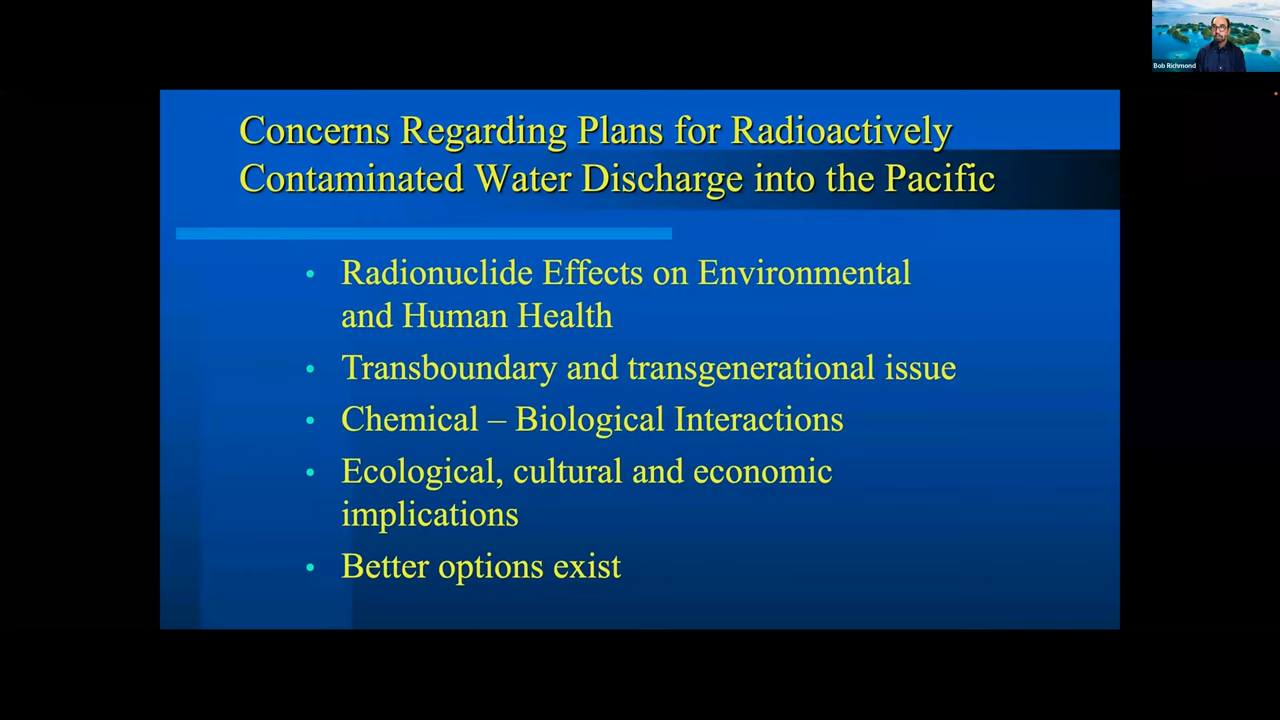 Bob Richmond
Concerns Regarding Plans for Radioactively
Contaminated Water Discharge into the Pacific
• Radionuclide Effects on Environmental
and Human Health
• Transboundary and transgenerational issue
• Chemical – Biological Interactions
• Ecological, cultural and economic
implications
• Better options exist